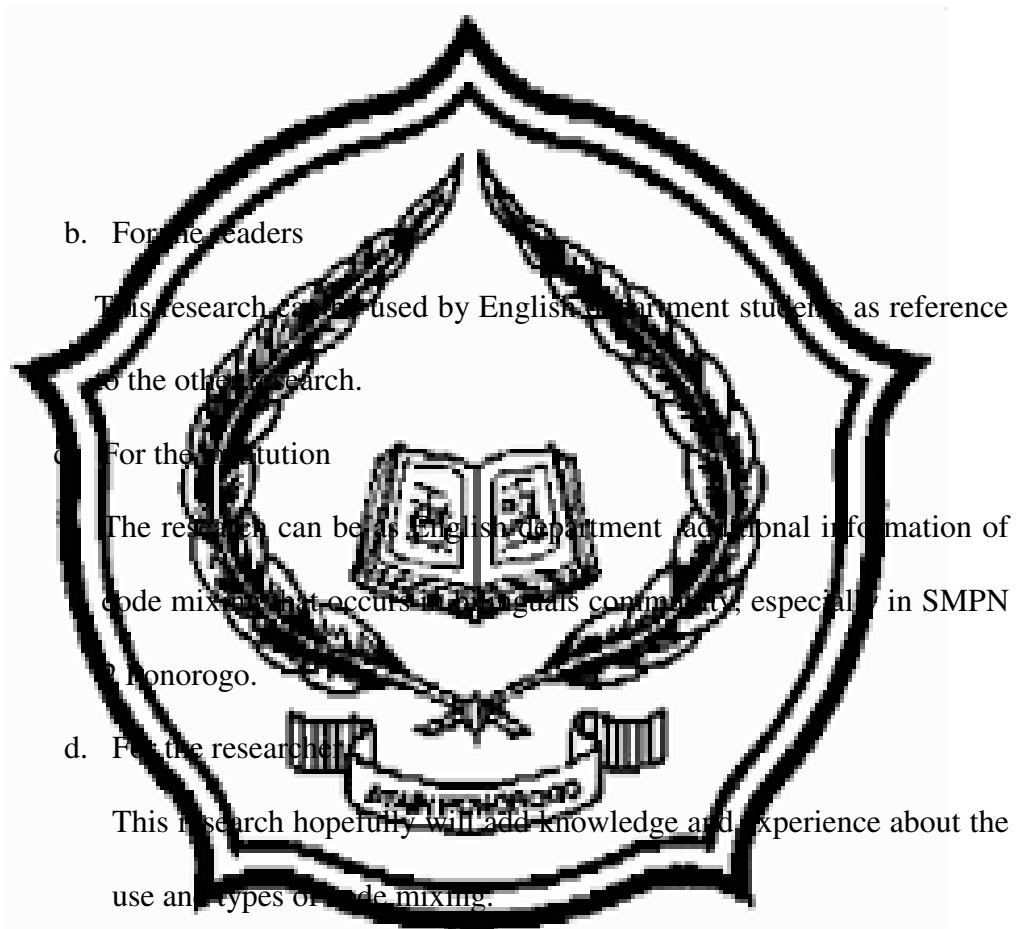 b. For the readers
This research can be used by English department students as reference
to the other research.
c. For the institution
The research can be as English department additional information of
code mixing that occurs in bilinguals community, especially in SMPN
2 Ponorogo.
d. For the researcher
This research hopefully will add knowledge and experience about the
use and types of code mixing.